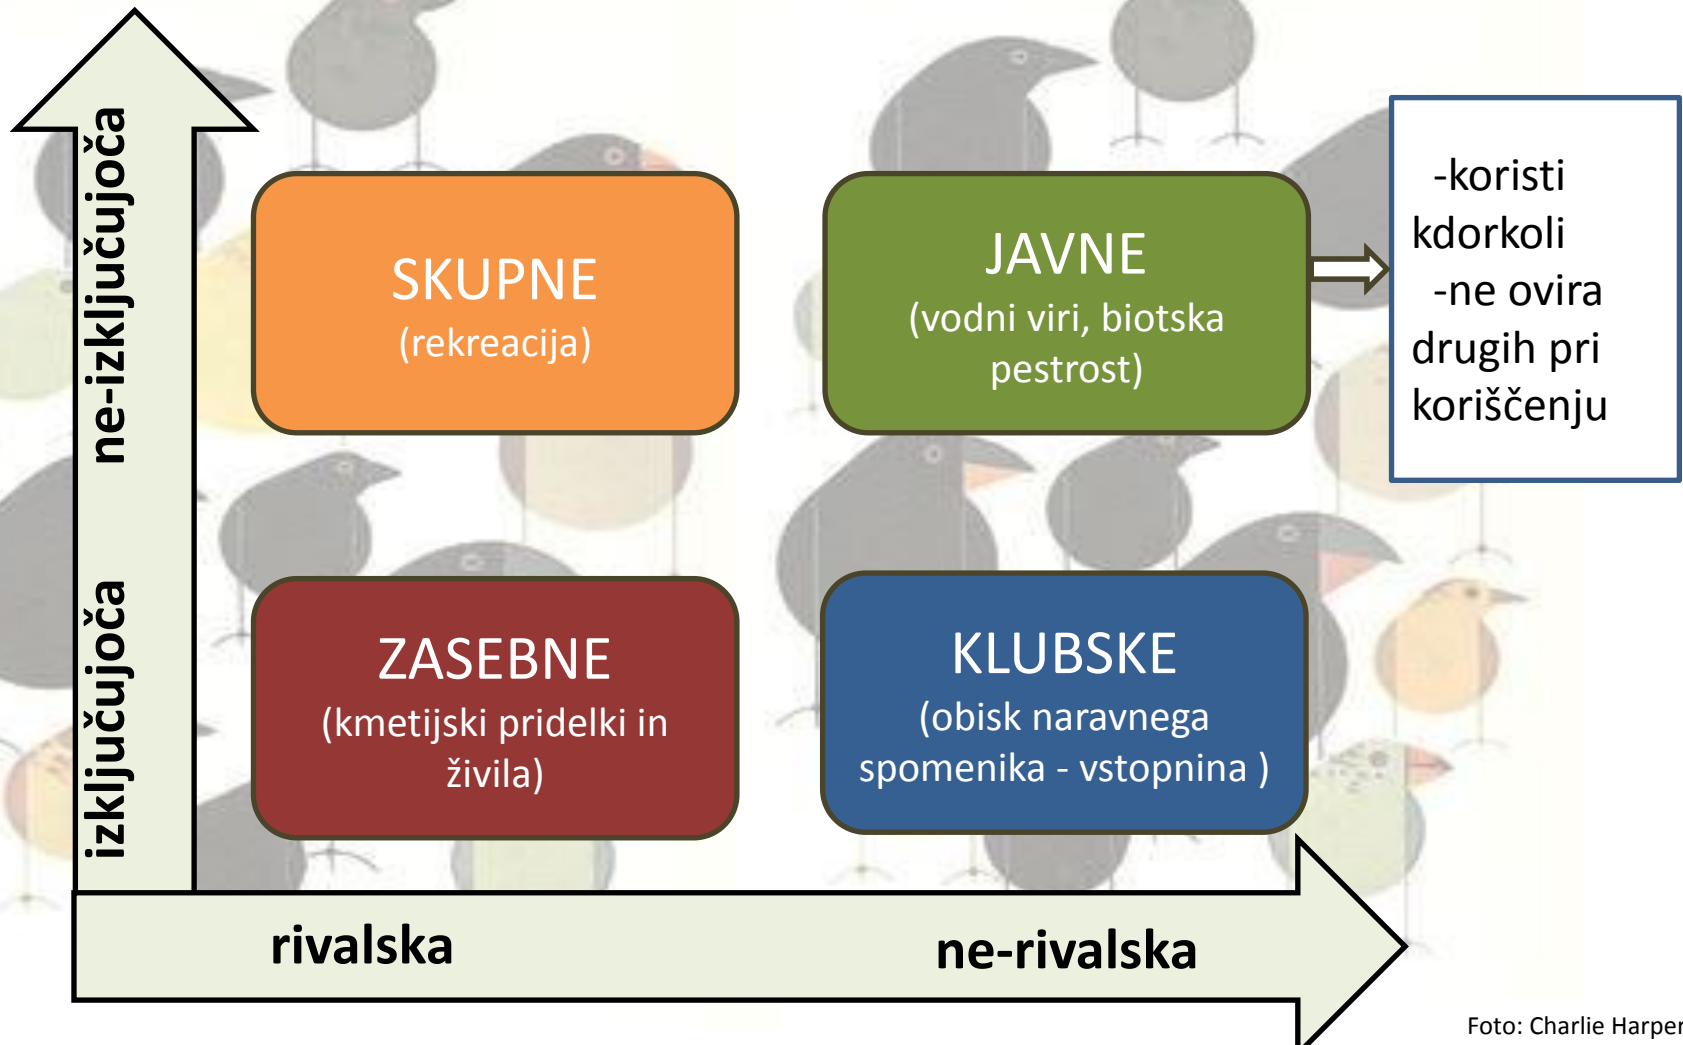 ne-izključujoča
izključujoča
SKUPNE
(rekreacija)
JAVNE
(vodni viri, biotska
pestrost)
-koristi
kdorkoli
-ne ovira
drugih pri
koriščenju
ZASEBNE
(kmetijski pridelki in
živila)
KLUBSKE
(obisk naravnega
spomenika - vstopnina )
rivalska
ne-rivalska
Foto: Charlie Harper